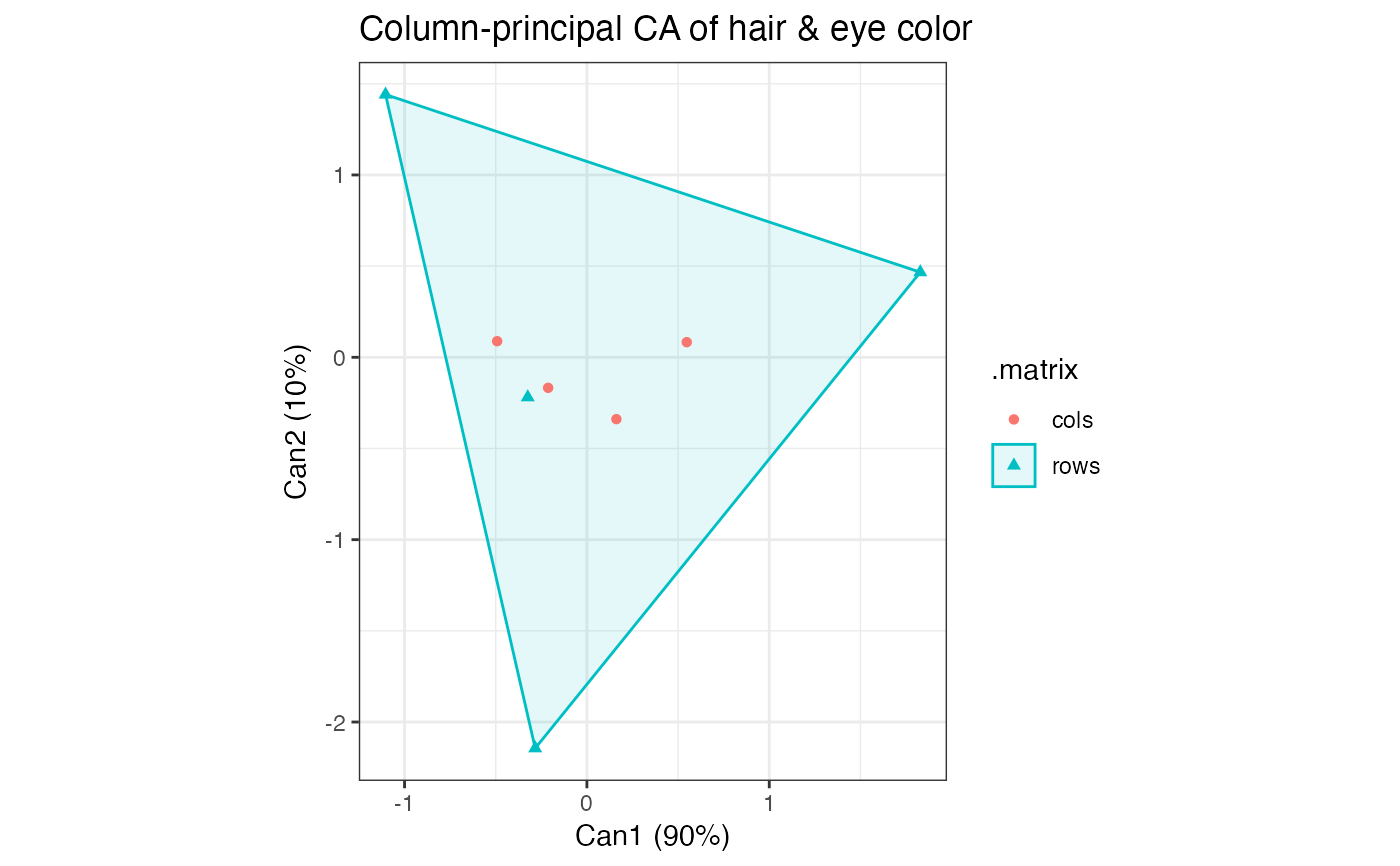 Column-principal CA of hair & eye color
1
0
-1
-2
Can2 (10%)
-1
0
1
Can1 (90%)
.matrix
cols
rows